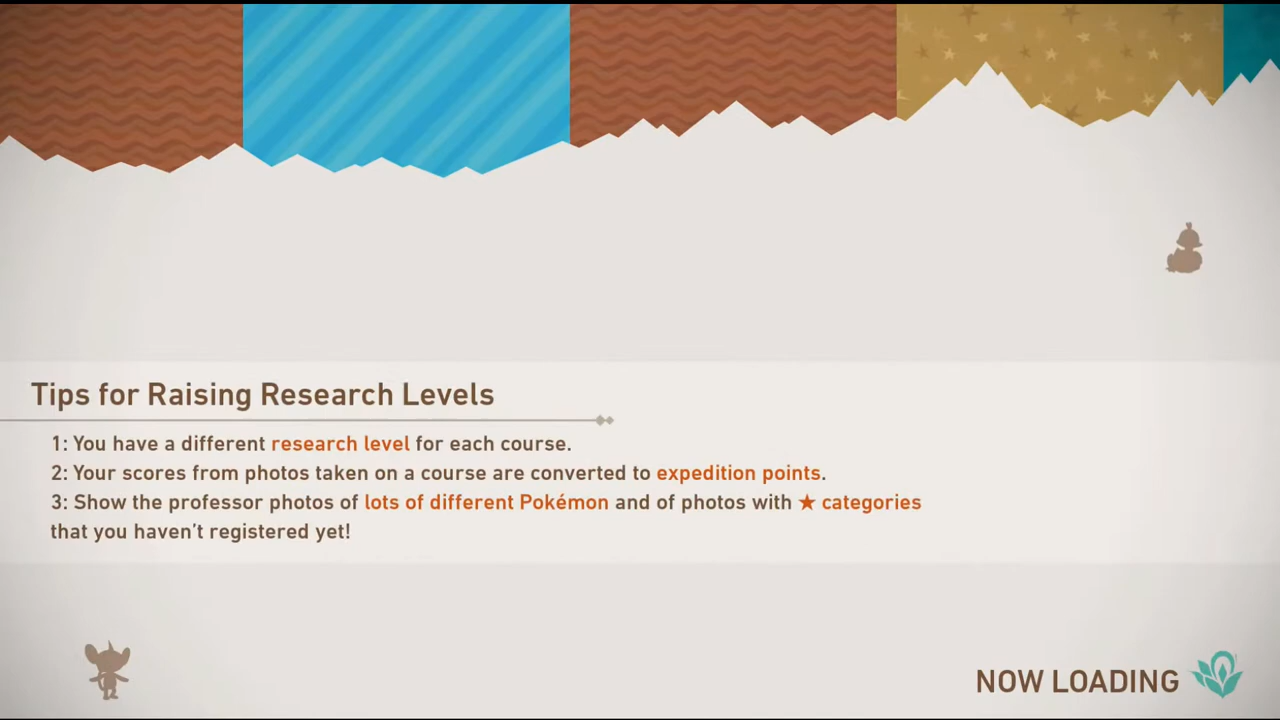 Tips for Raising Research Levels
1: You have a different research level for each course.
2: Your scores from photos taken on a course are converted to expedition points.
3: Show the professor photos of lots of different Pokémon and of photos with ★ categories
that you haven't registered yet!
NOW LOADING